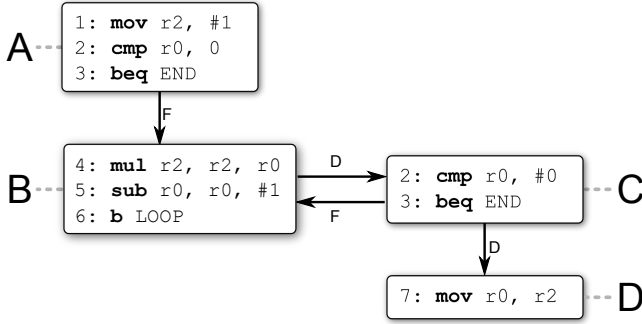 A
1: mov r2, #1
2: cmp r0, 0
3: beq END
F
B
4: mul r2, r2, r0
5: sub r0, r0, #1
6: b LOOP
D
F
2: cmp r0, #0
3: beq END
C
D
7: mov r0, r2
D